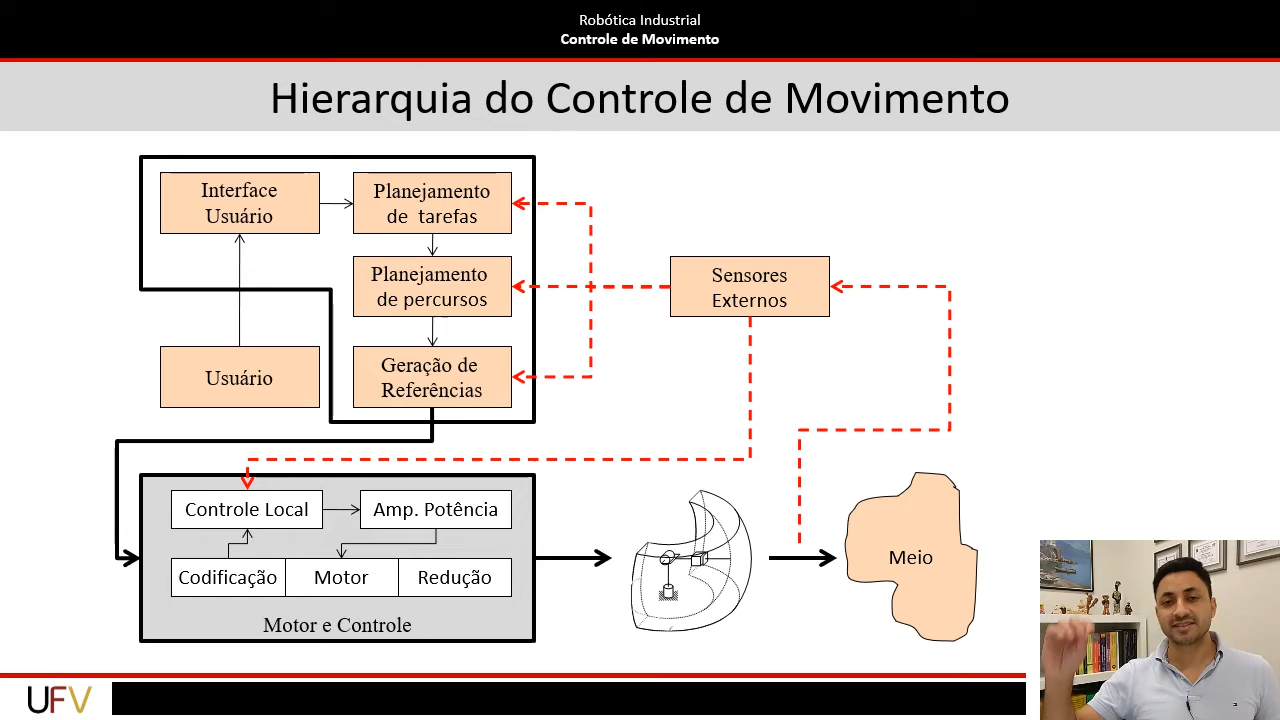 Robótica Industrial
Controle de Movimento
Hierarquia do Controle de Movimento
Interface
Usuário
Planejamento
de tarefas
Planejamento
de percursos
Sensores
Externos
Usuário
Geração de
Referências
Controle Local
Amp. Potência
Codificação
Motor
Redução
Motor e Controle
Meio
UFV